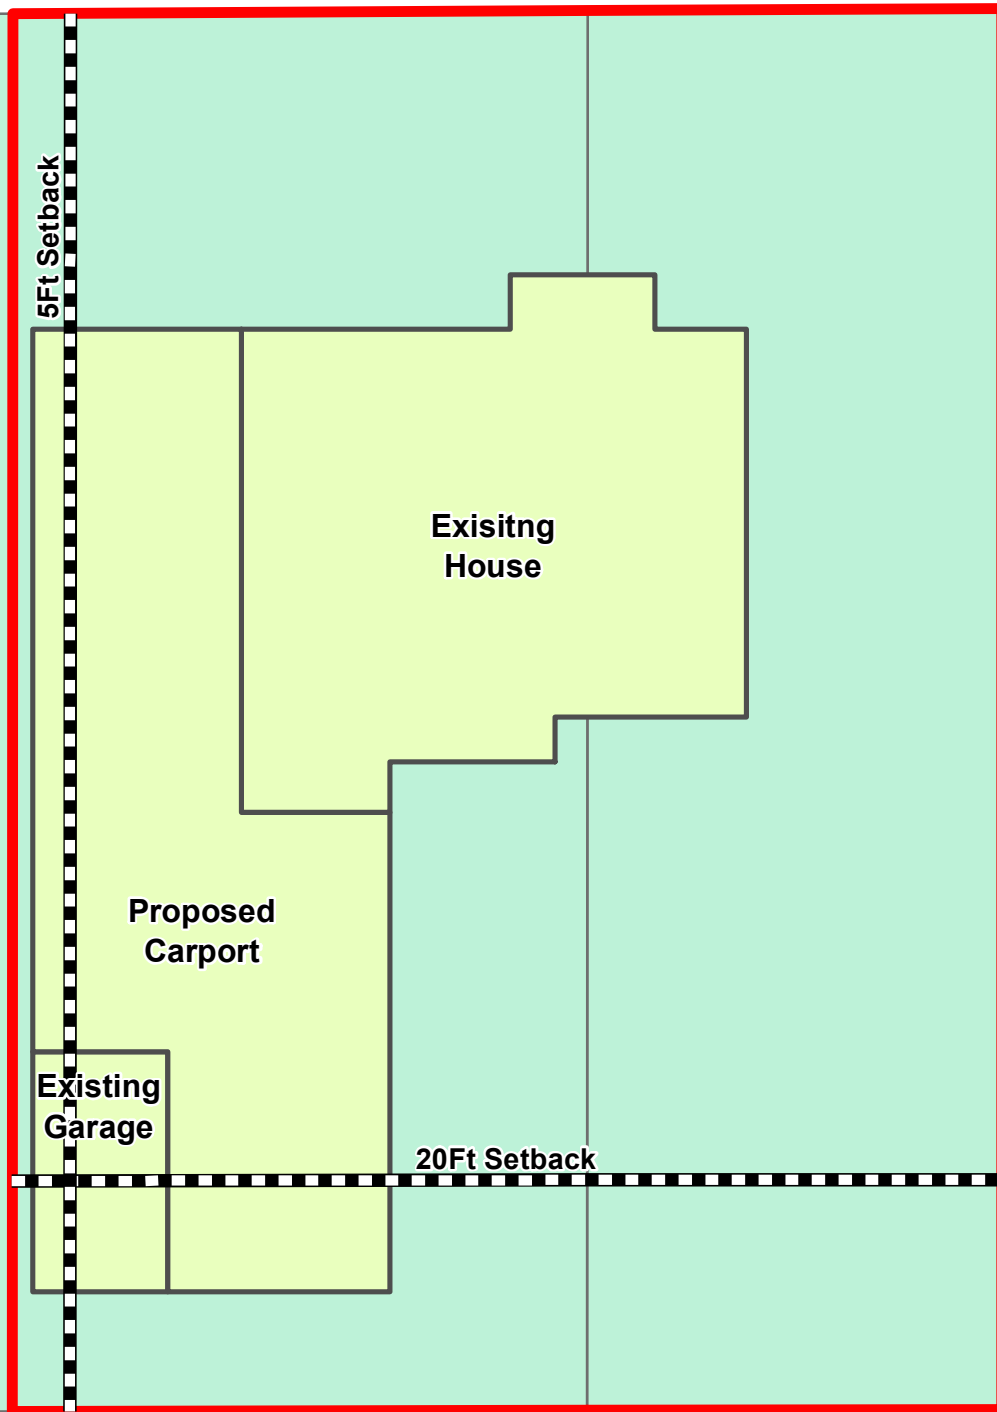 5Ft Setback
Exisitng
House
Proposed
Carport
Existing
Garage
20Ft Setback